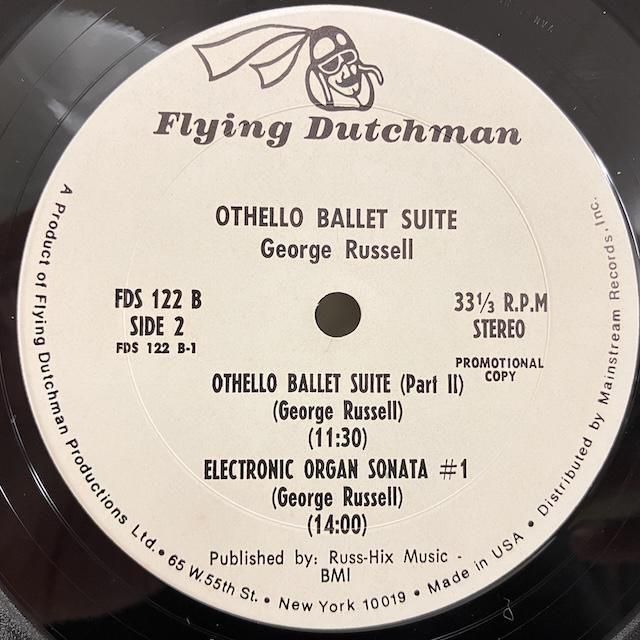 Flying Dutchman
OTHELLO BALLET SUITE
George Russell
FDS 122 B
SIDE 2
FDS 122 B-1
33⅓ R.P.M
STEREO
PROMOTIONAL
COPY
OTHELLO BALLET SUITE (Part II)
(George Russell)
(11:30)
ELECTRONIC ORGAN SONATA #1
(George Russell)
(14:00)
Published by: Russ-Hix Music -
BMI
A Product of Flying Dutchman Productions Ltd. • 65 W.55th St. • New York 10019 • Made in USA • Distributed by Mainstream Records, Inc.